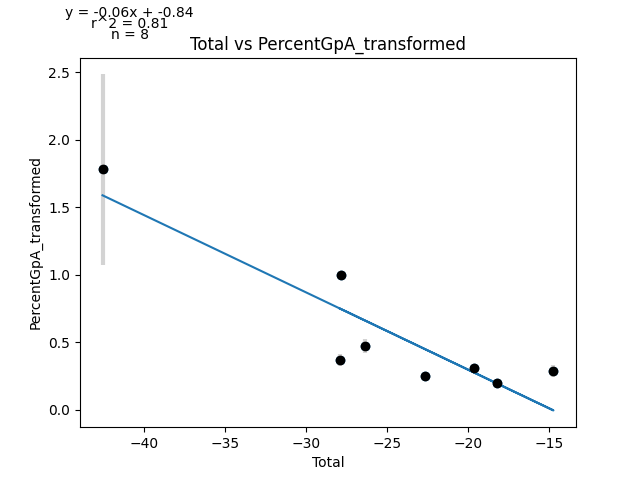 y = -0.06x + -0.84
r^2 = 0.81
n = 8
Total vs PercentGpA_transformed
2.5
2.0
1.5
1.0
0.5
0.0
PercentGpA_transformed
−40
−35
−30
−25
−20
−15
Total